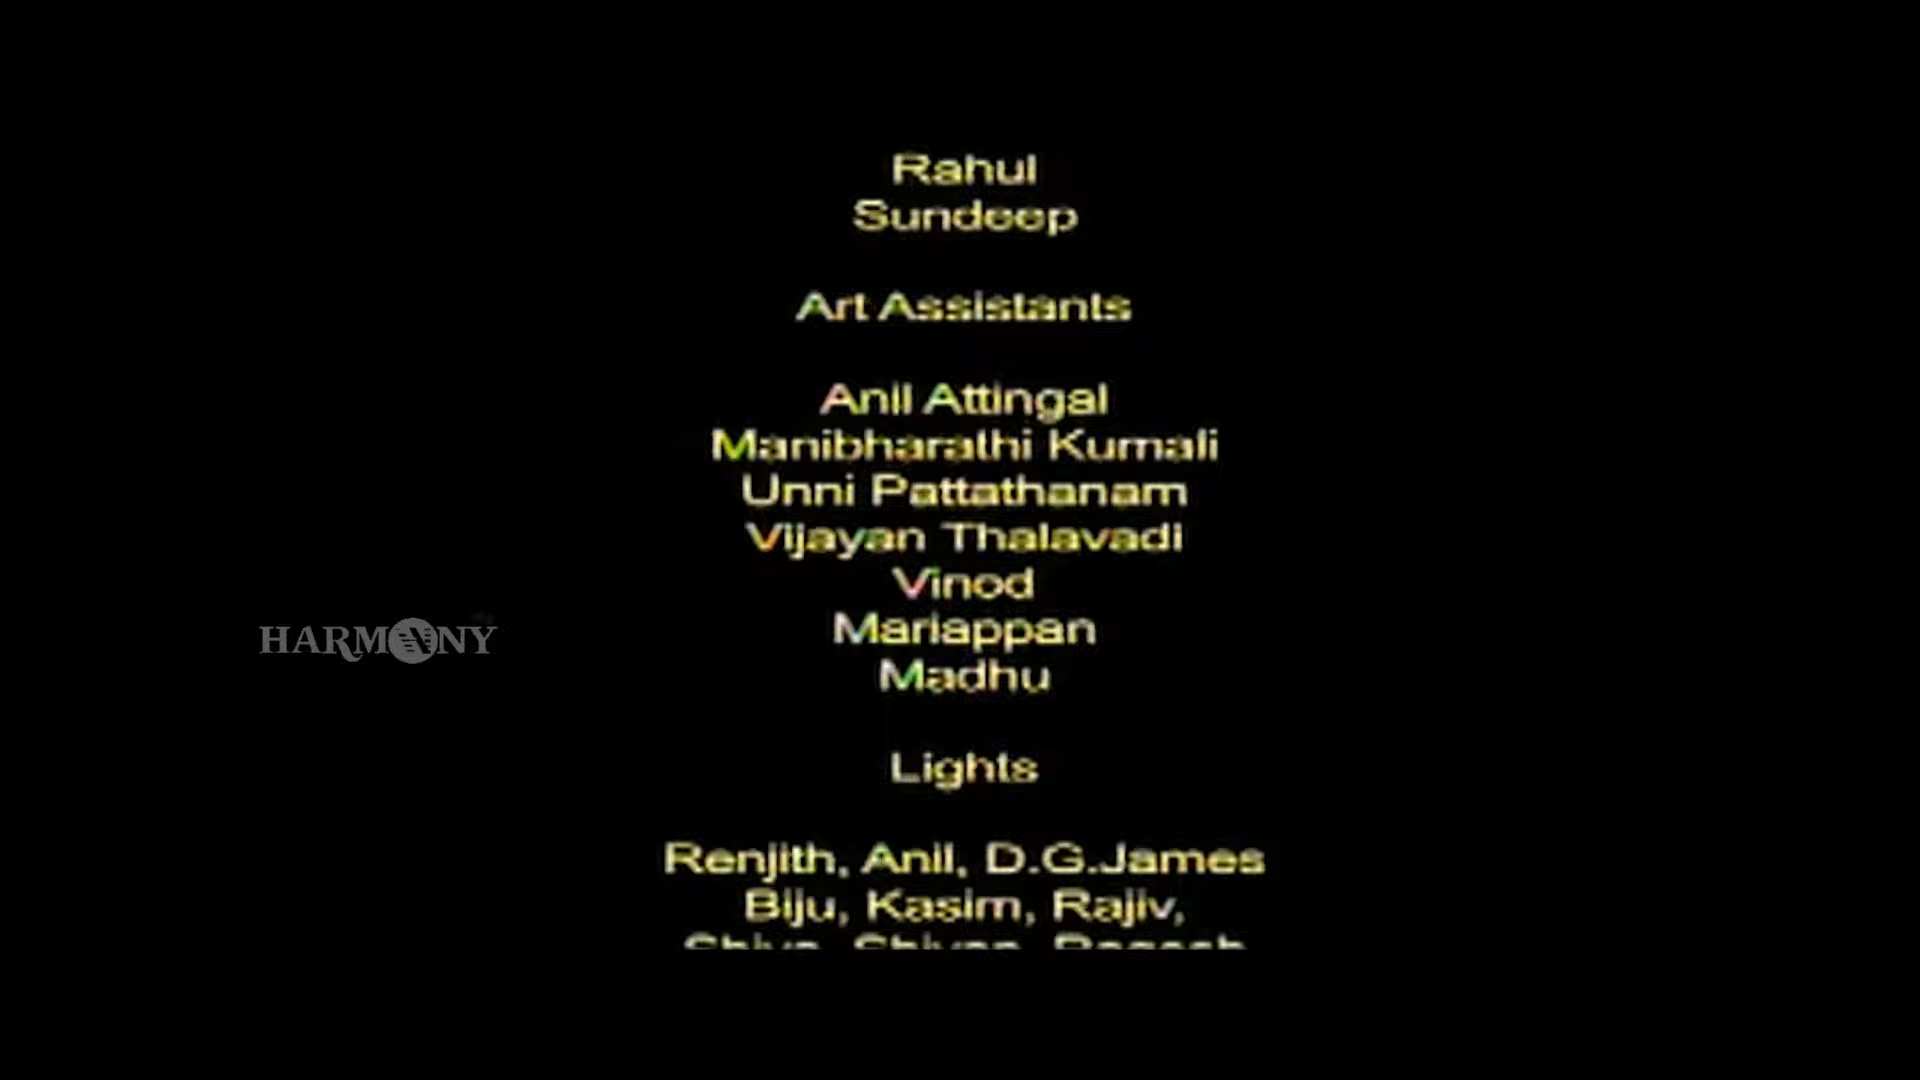 Rahul
Sundeep
Art Assistants
Anil Attingal
Manibharathi Kumali
Unni Pattathanam
Vijayan Thalavadi
Vinod
Mariappan
Madhu
HARMONY
Lights
Renjith, Anil, D.G.James
Biju, Kasim, Rajiv,